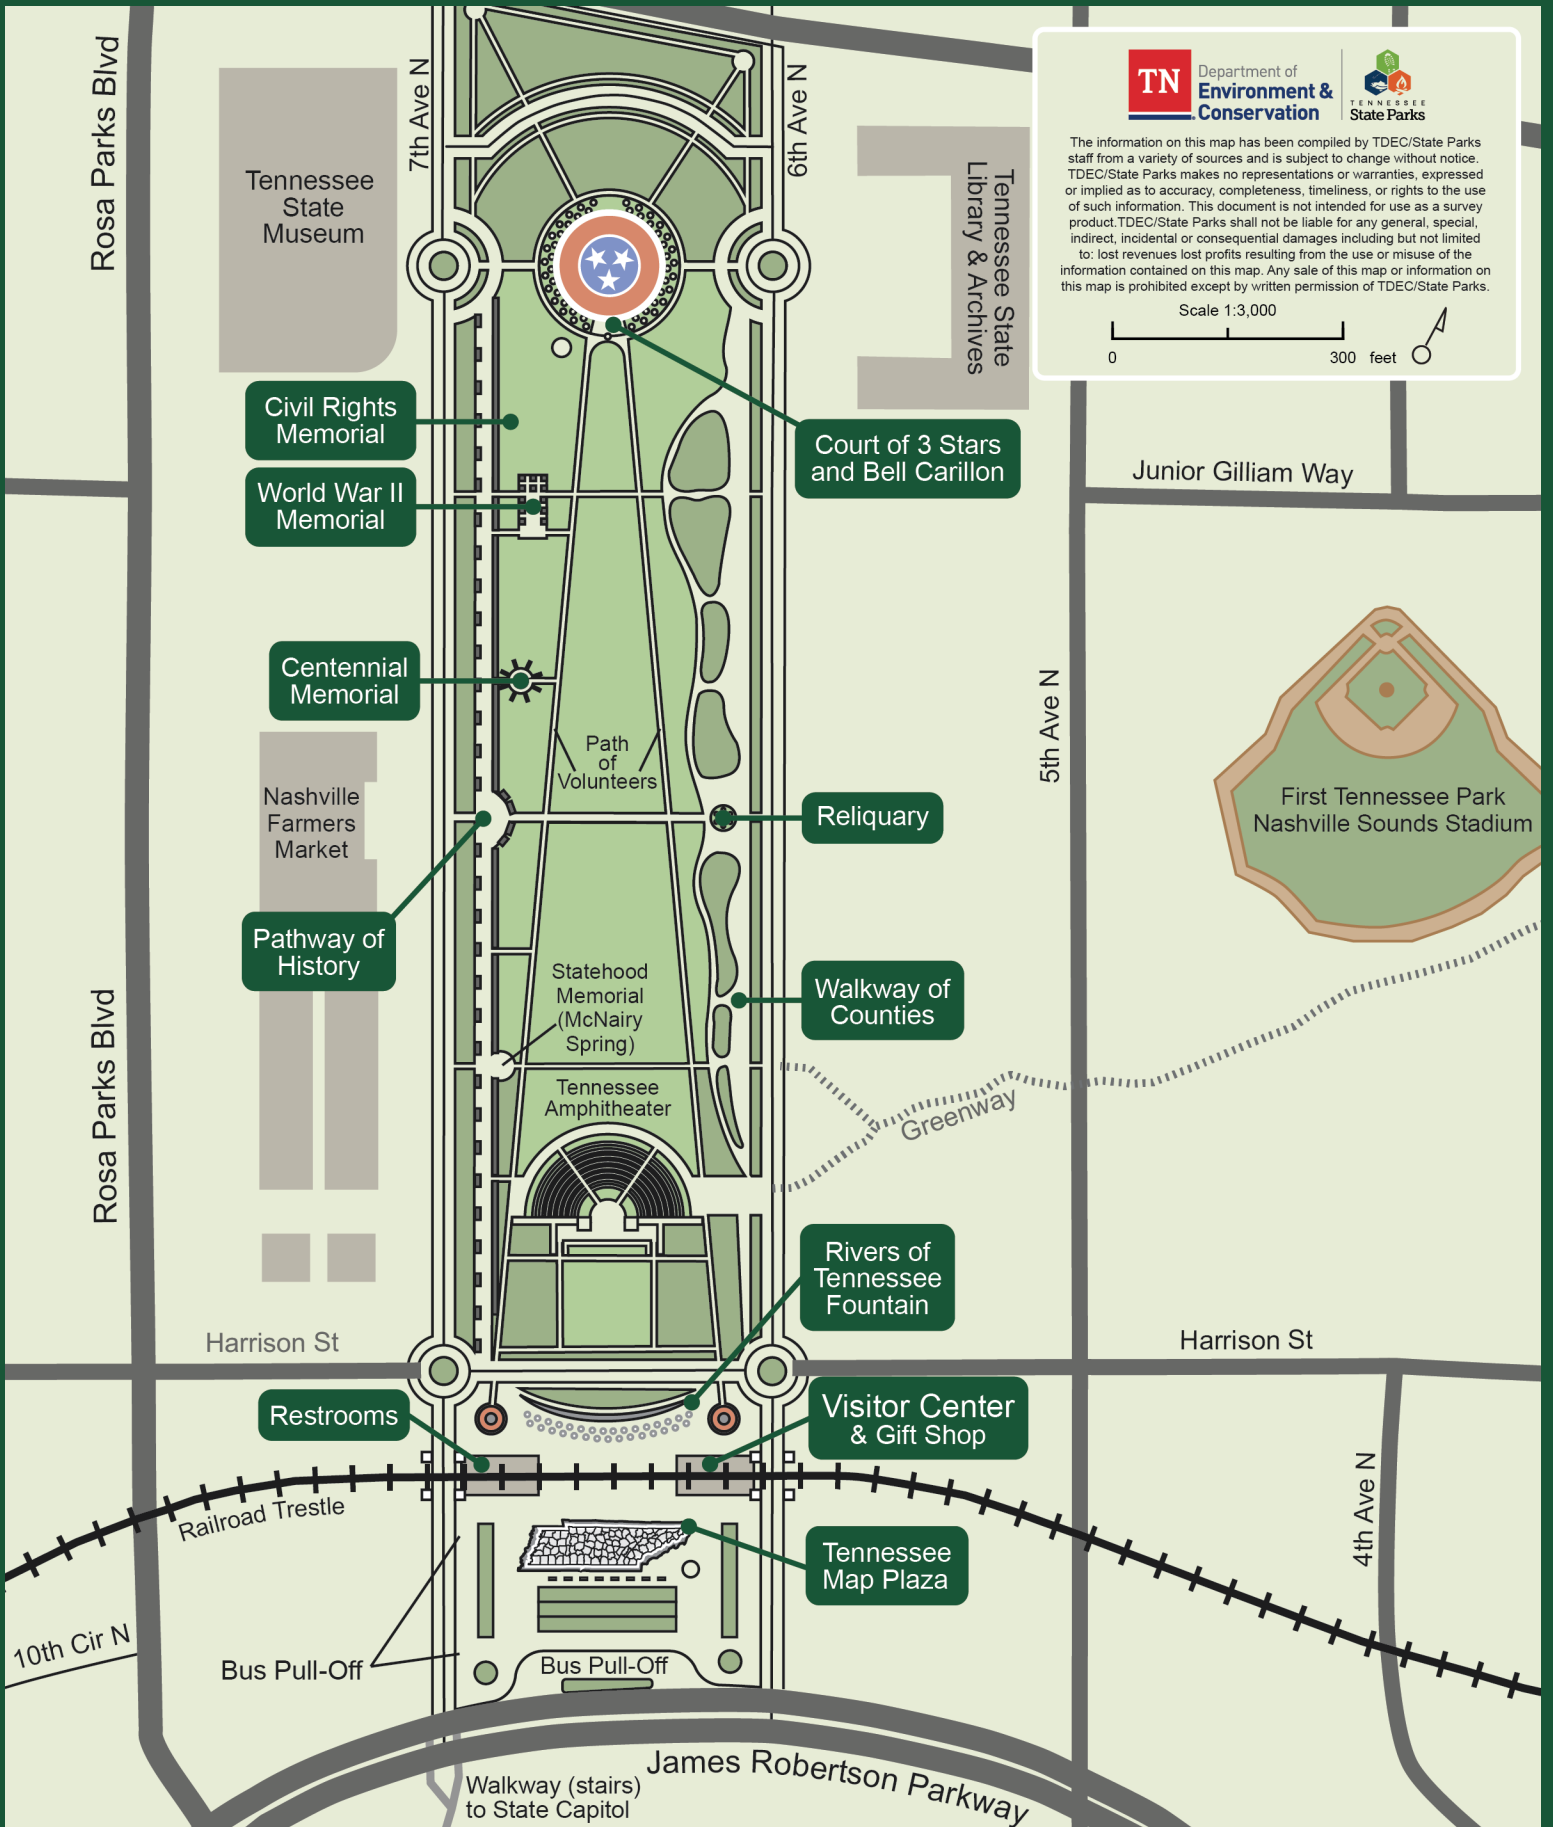 Rosa Parks Blvd
7th Ave N
6th Ave N
TN
Department of
Environment &
Conservation
TENNESSEE
State Parks
The information on this map has been compiled by TDEC/State Parks
staff from a variety of sources and is subject to change without notice.
TDEC/State Parks makes no representations or warranties, expressed
or implied as to accuracy, completeness, timeliness, or rights to the use
of such information. This document is not intended for use as a survey
product.TDEC/State Parks shall not be liable for any general, special,
indirect, incidental or consequential damages including but not limited
to: lost revenues lost profits resulting from the use or misuse of the
information contained on this map. Any sale of this map or information on
this map is prohibited except by written permission of TDEC/State Parks.
Scale 1:3,000
0 300 feet
Tennessee
State
Museum
Tennessee State
Library & Archives
Civil Rights
Memorial
Court of 3 Stars
and Bell Carillon
World War II
Memorial
Junior Gilliam Way
Centennial
Memorial
5th Ave N
Path
of
Volunteers
Nashville
Farmers
Market
Reliquary
First Tennessee Park
Nashville Sounds Stadium
Pathway of
History
Statehood
Memorial
(McNairy
Spring)
Walkway of
Counties
Rosa Parks Blvd
Tennessee
Amphitheater
Greenway
Rivers of
Tennessee
Fountain
Harrison St
Harrison St
Restrooms
Visitor Center
& Gift Shop
Railroad Trestle
4th Ave N
Tennessee
Map Plaza
10th Cir N
Bus Pull-Off
Bus Pull-Off
James Robertson Parkway
Walkway (stairs)
to State Capitol